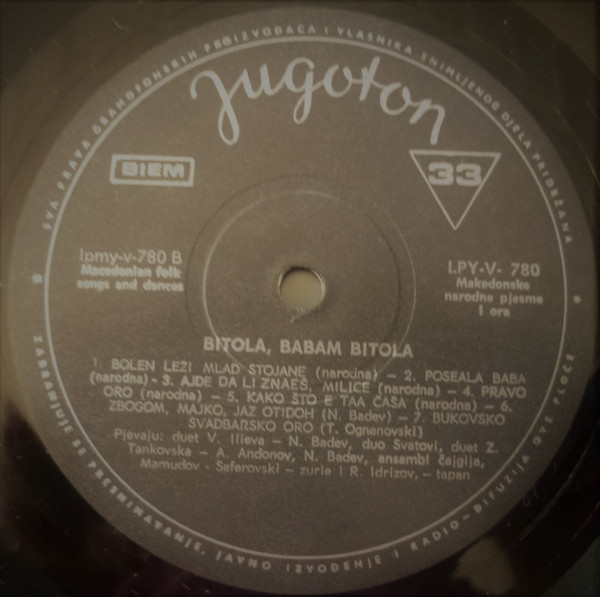 SVA PRAVA GRAMOFONSKIH PROIZVOĐAČA I VLASNIKA SNIMLJENOG DJELA PRIDRŽANA
Jugoton
BIEM
33
lpmy-v-780 B
Macedonian folk
songs and dances
LPY-V- 780
Makedonske
narodne pjesme
i ora
BITOLA, BABAM BITOLA
1. BOLEN LEŽI MLAD STOJANE (narodna) – 2. POSEALA BABA
(narodna) - 3. AJDE DA LI ZNAEŠ, MILICE (narodna) – 4. PRAVO
ORO (narodna) – 5. KAKO ŠTO E TAA ČAŠA (narodna) – 6.
ZBOGOM, MAJKO, JAZ OTIDOH (N. Badev) – 7. BUKOVSKO
SVADBARSKO ORO (T. Ognenovski)
Pjevaju: duet V. Ilieva – N. Badev, duo Svatovi, duet Z.
Tankovska – A. Andonov, N. Badev, ansambl čajgija,
Mamudov - Seferovski – zurle i R. Idrizov, – tapan
ZABRANJUJE SE PRESNIMAVANJE, JAVNO IZVOĐENJE I RADIO-DIFUZIJA OVE PLOČE